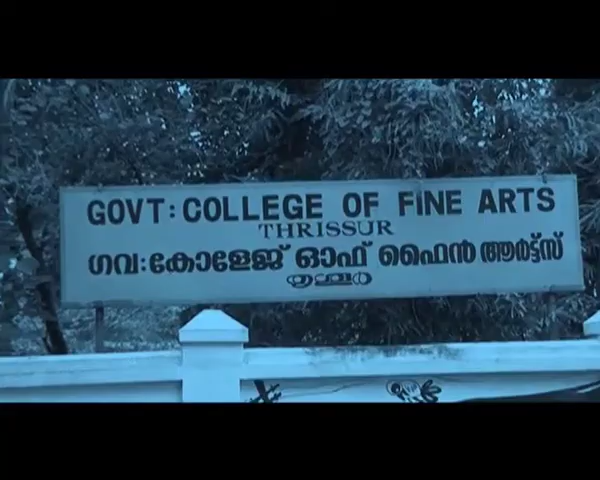 GOVT: COLLEGE OF FINE ARTS
THRISSUR
ഗവ: കോളേജ് ഓഫ് ഫൈൻ ആർട്ട്സ്
തൃശ്ശൂർ